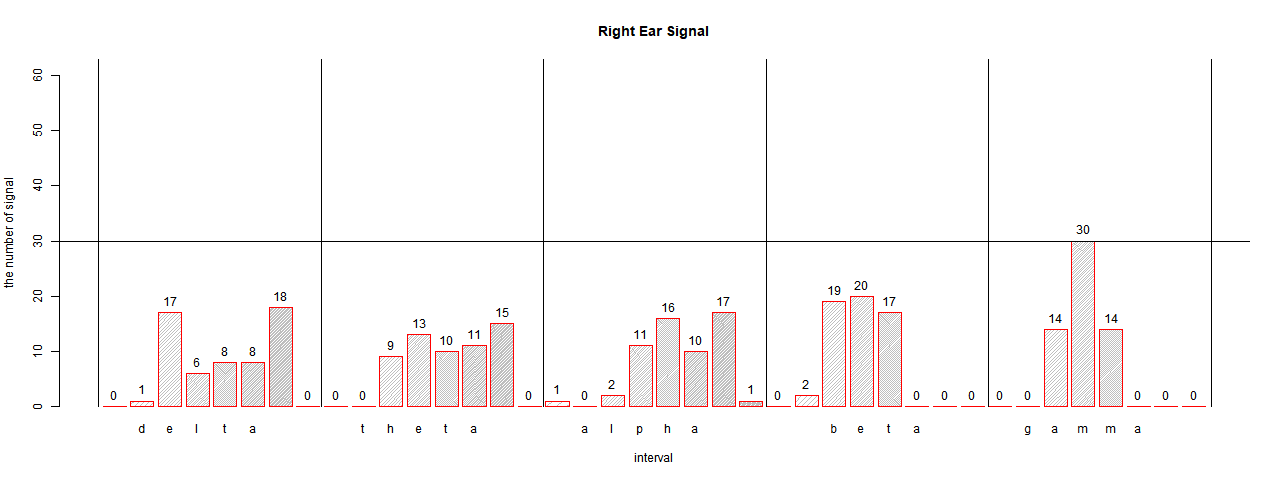 Right Ear Signal
the number of signal
60
50
40
30
20
10
0
0 1 17 6 8 8 18 0 0 0 9 13 10 11 15 0 1 0 2 11 16 10 17 1 0 2 19 20 17 0 0 0 0 0 14 30 14 0 0 0
d e l t a t h e t a a l p h a b e t a g a m m a
interval